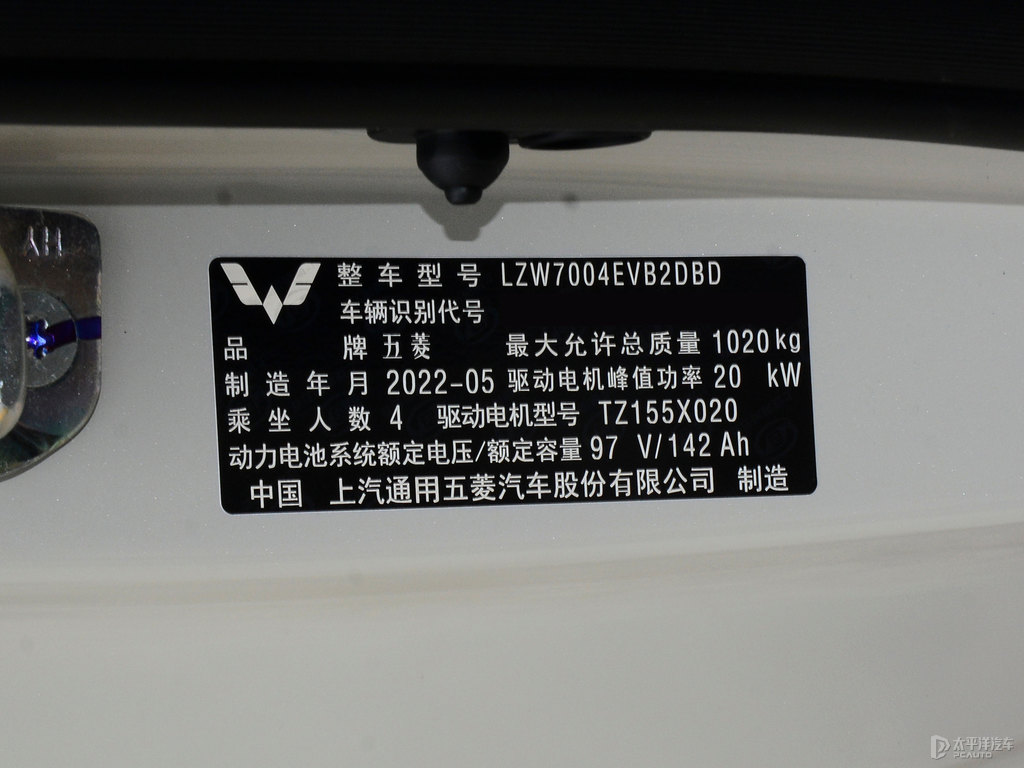 整车型号 LZW7004EVB2DBD
车辆识别代号
品牌 五菱 最大允许总质量 1020kg
制造年月 2022-05 驱动电机峰值功率 20 kW
乘坐人数 4 驱动电机型号 TZ155X020
动力电池系统额定电压/额定容量 97 V/142 Ah
中国 上汽通用五菱汽车股份有限公司 制造
太平洋汽车
PCAUTO